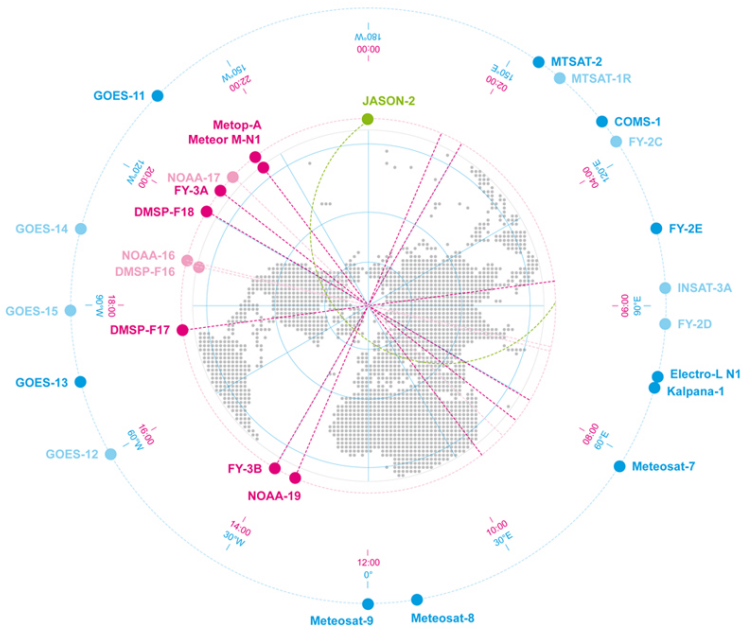 180°W
00:00
MTSAT-2
150°W
22:00
150°E
02:00
MTSAT-1R
GOES-11
JASON-2
COMS-1
Metop-A
Meteor M-N1
FY-2C
120°W
20:00
NOAA-17
120°E
04:00
FY-3A
DMSP-F18
GOES-14
FY-2E
NOAA-16
DMSP-F16
INSAT-3A
GOES-15
90°W
18:00
00:90
90°E
FY-2D
DMSP-F17
GOES-13
Electro-L N1
Kalpana-1
16:00
60°W
00:80
60°E
GOES-12
FY-3B
Meteosat-7
NOAA-19
14:00
30°W
10:00
30°E
12:00
0°
Meteosat-9
Meteosat-8